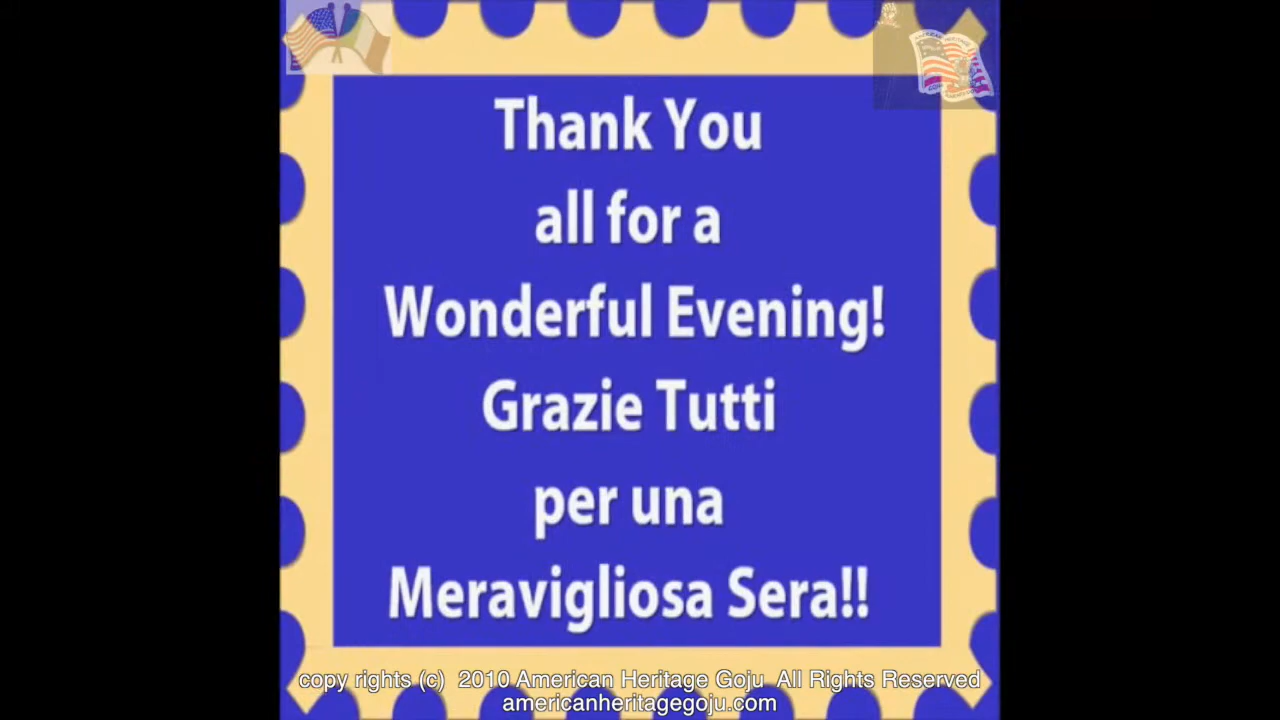 Thank You
all for a
Wonderful Evening!
Grazie Tutti
per una
Meravigliosa Sera!!
copy rights (c)  2010 American Heritage Goju  All Rights Reserved
americanheritagegoju.com